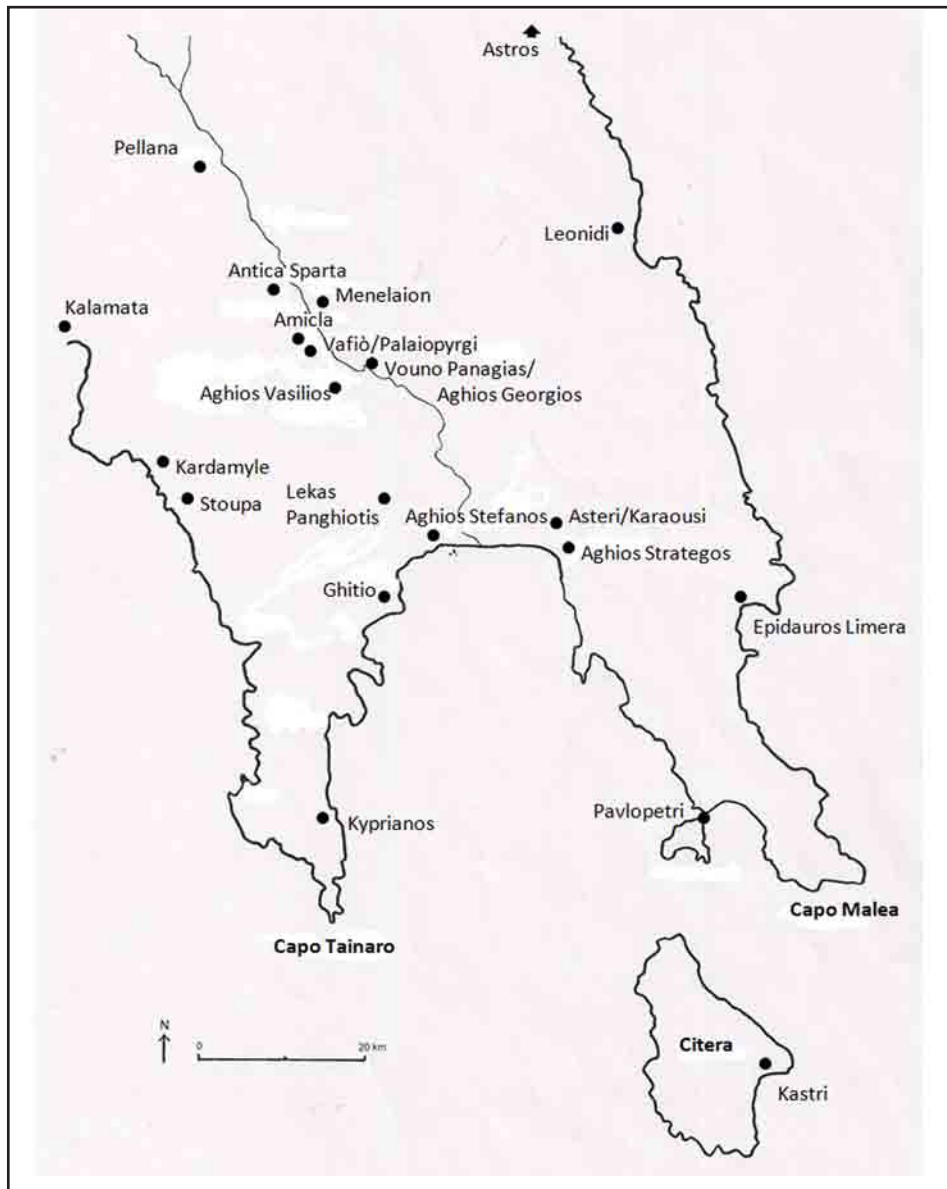 Astros
Pellana
Leonidi
Antica Sparta
Menelaion
Kalamata
Amicla
Vafiò/Palaiopyrgi
Vouno Panagias/
Aghios Georgios
Aghios Vasilios
Kardamyle
Stoupa
Lekas
Panghiotis
Aghios Stefanos
Asteri/Karaousi
Aghios Strategos
Ghitio
Epidauros Limera
Kyprianos
Pavlopetri
Capo Malea
Capo Tainaro
N
0
20 km
Citera
Kastri